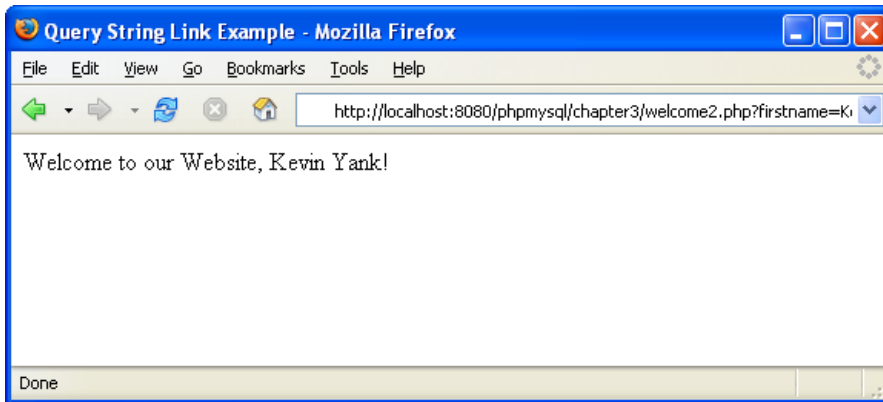 Query String Link Example - Mozilla Firefox
File Edit View Go Bookmarks Tools Help
http://localhost:8080/phpmysql/chapter3/welcome2.php?firstname=K
Welcome to our Website, Kevin Yank!
Done